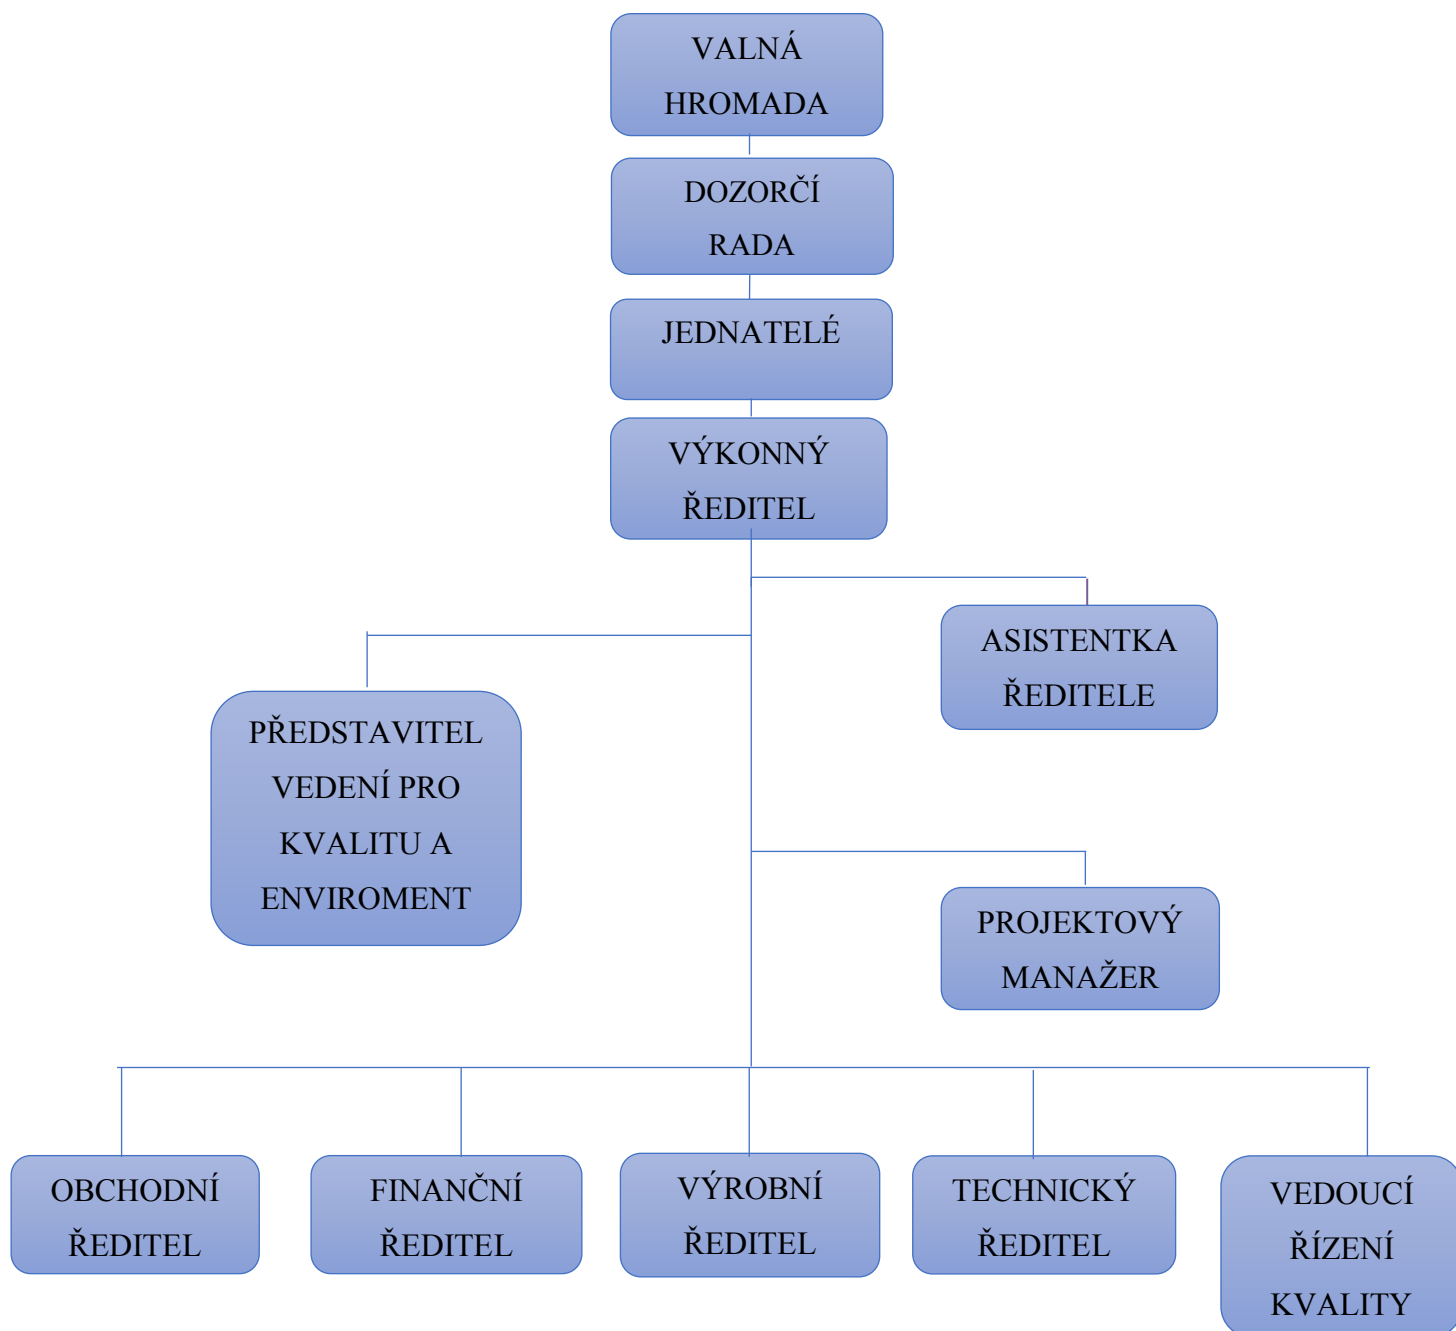 VALNÁ
HROMADA
DOZORČÍ
RADA
JEDNATELÉ
VÝKONNÝ
ŘEDITEL
ASISTENTKA
ŘEDITELE
PŘEDSTAVITEL
VEDENÍ PRO
KVALITU A
ENVIROMENT
PROJEKTOVÝ
MANAŽER
OBCHODNÍ
ŘEDITEL
FINANČNÍ
ŘEDITEL
VÝROBNÍ
ŘEDITEL
TECHNICKÝ
ŘEDITEL
VEDOUCÍ
ŘÍZENÍ
KVALITY